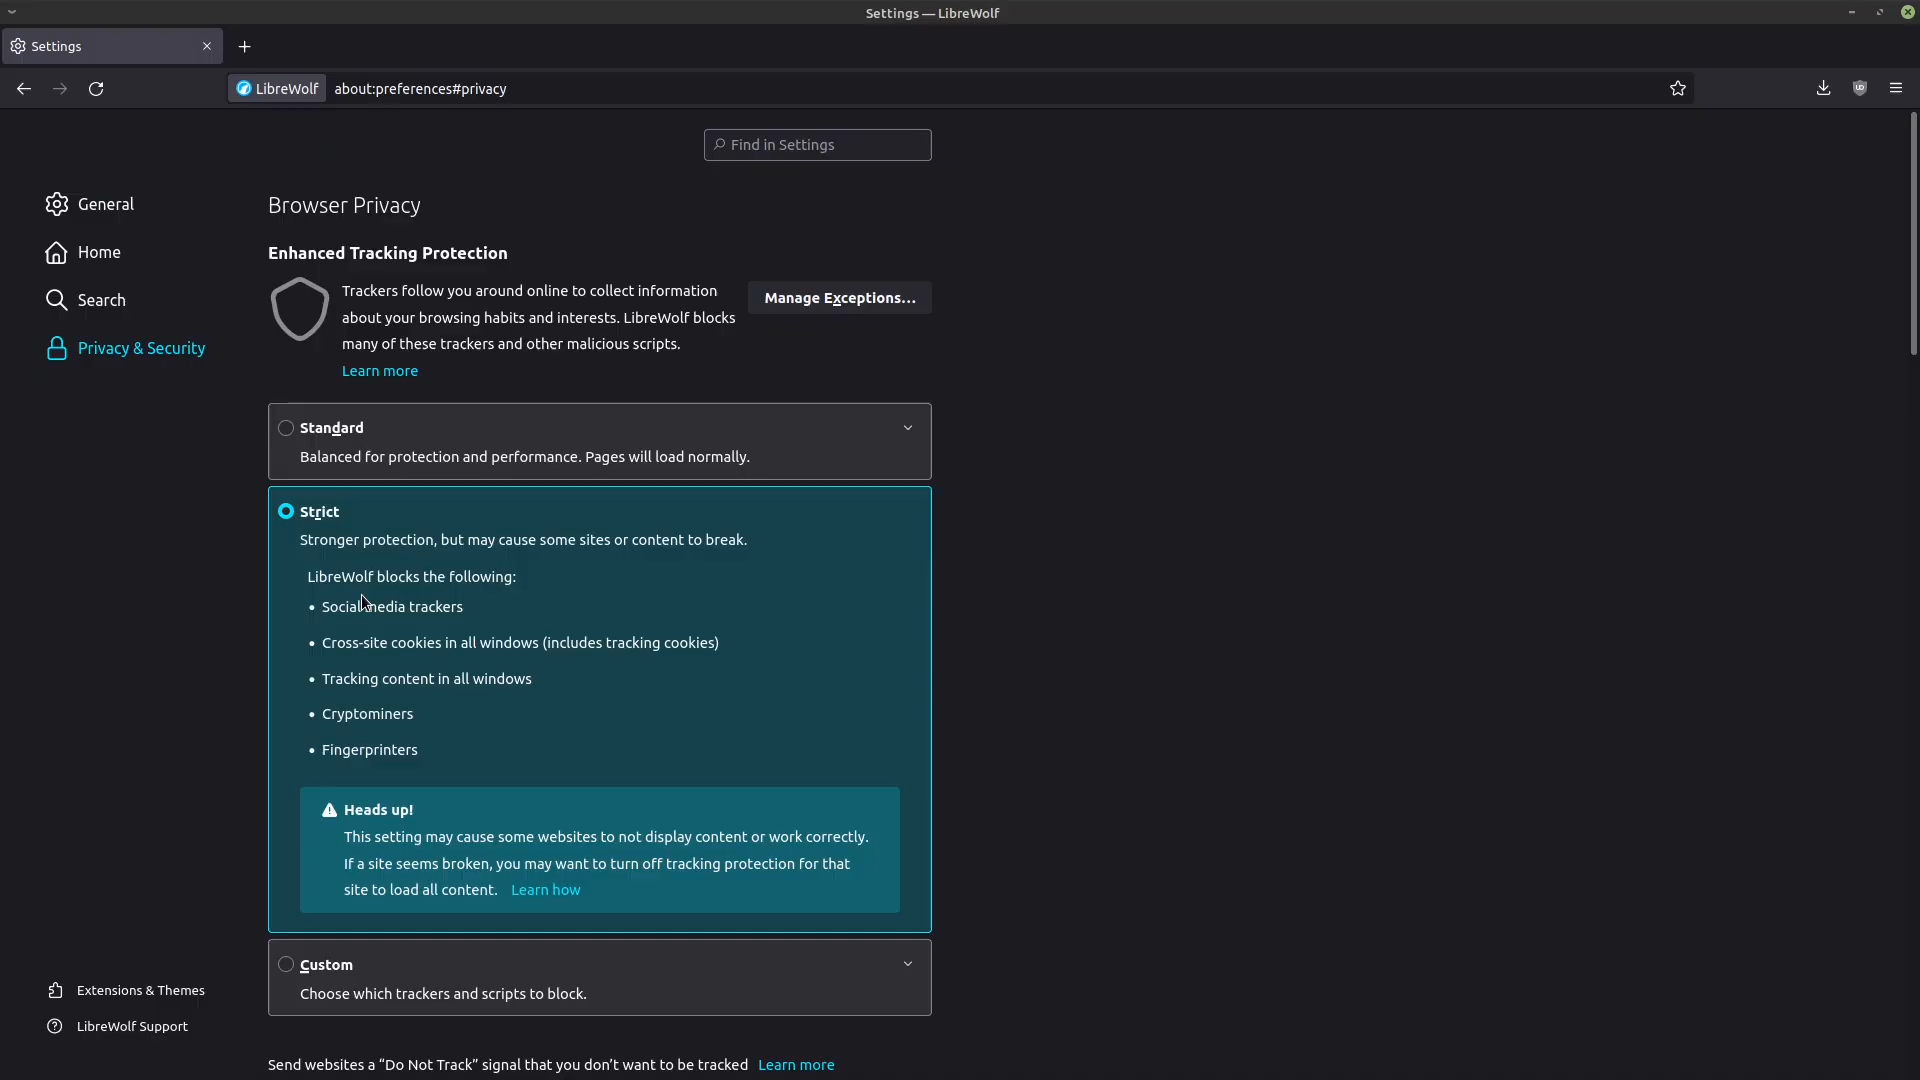 Settings — LibreWolf
Settings
LibreWolf about:preferences#privacy
Find in Settings
General
Home
Search
Privacy & Security
Extensions & Themes
LibreWolf Support
Browser Privacy
Enhanced Tracking Protection
Trackers follow you around online to collect information
about your browsing habits and interests. LibreWolf blocks
many of these trackers and other malicious scripts.
Learn more
Manage Exceptions...
Standard
Balanced for protection and performance. Pages will load normally.
Strict
Stronger protection, but may cause some sites or content to break.
LibreWolf blocks the following:
• Social media trackers
• Cross-site cookies in all windows (includes tracking cookies)
• Tracking content in all windows
• Cryptominers
• Fingerprinters
Heads up!
This setting may cause some websites to not display content or work correctly.
If a site seems broken, you may want to turn off tracking protection for that
site to load all content. Learn how
Custom
Choose which trackers and scripts to block.
Send websites a “Do Not Track” signal that you don’t want to be tracked Learn more